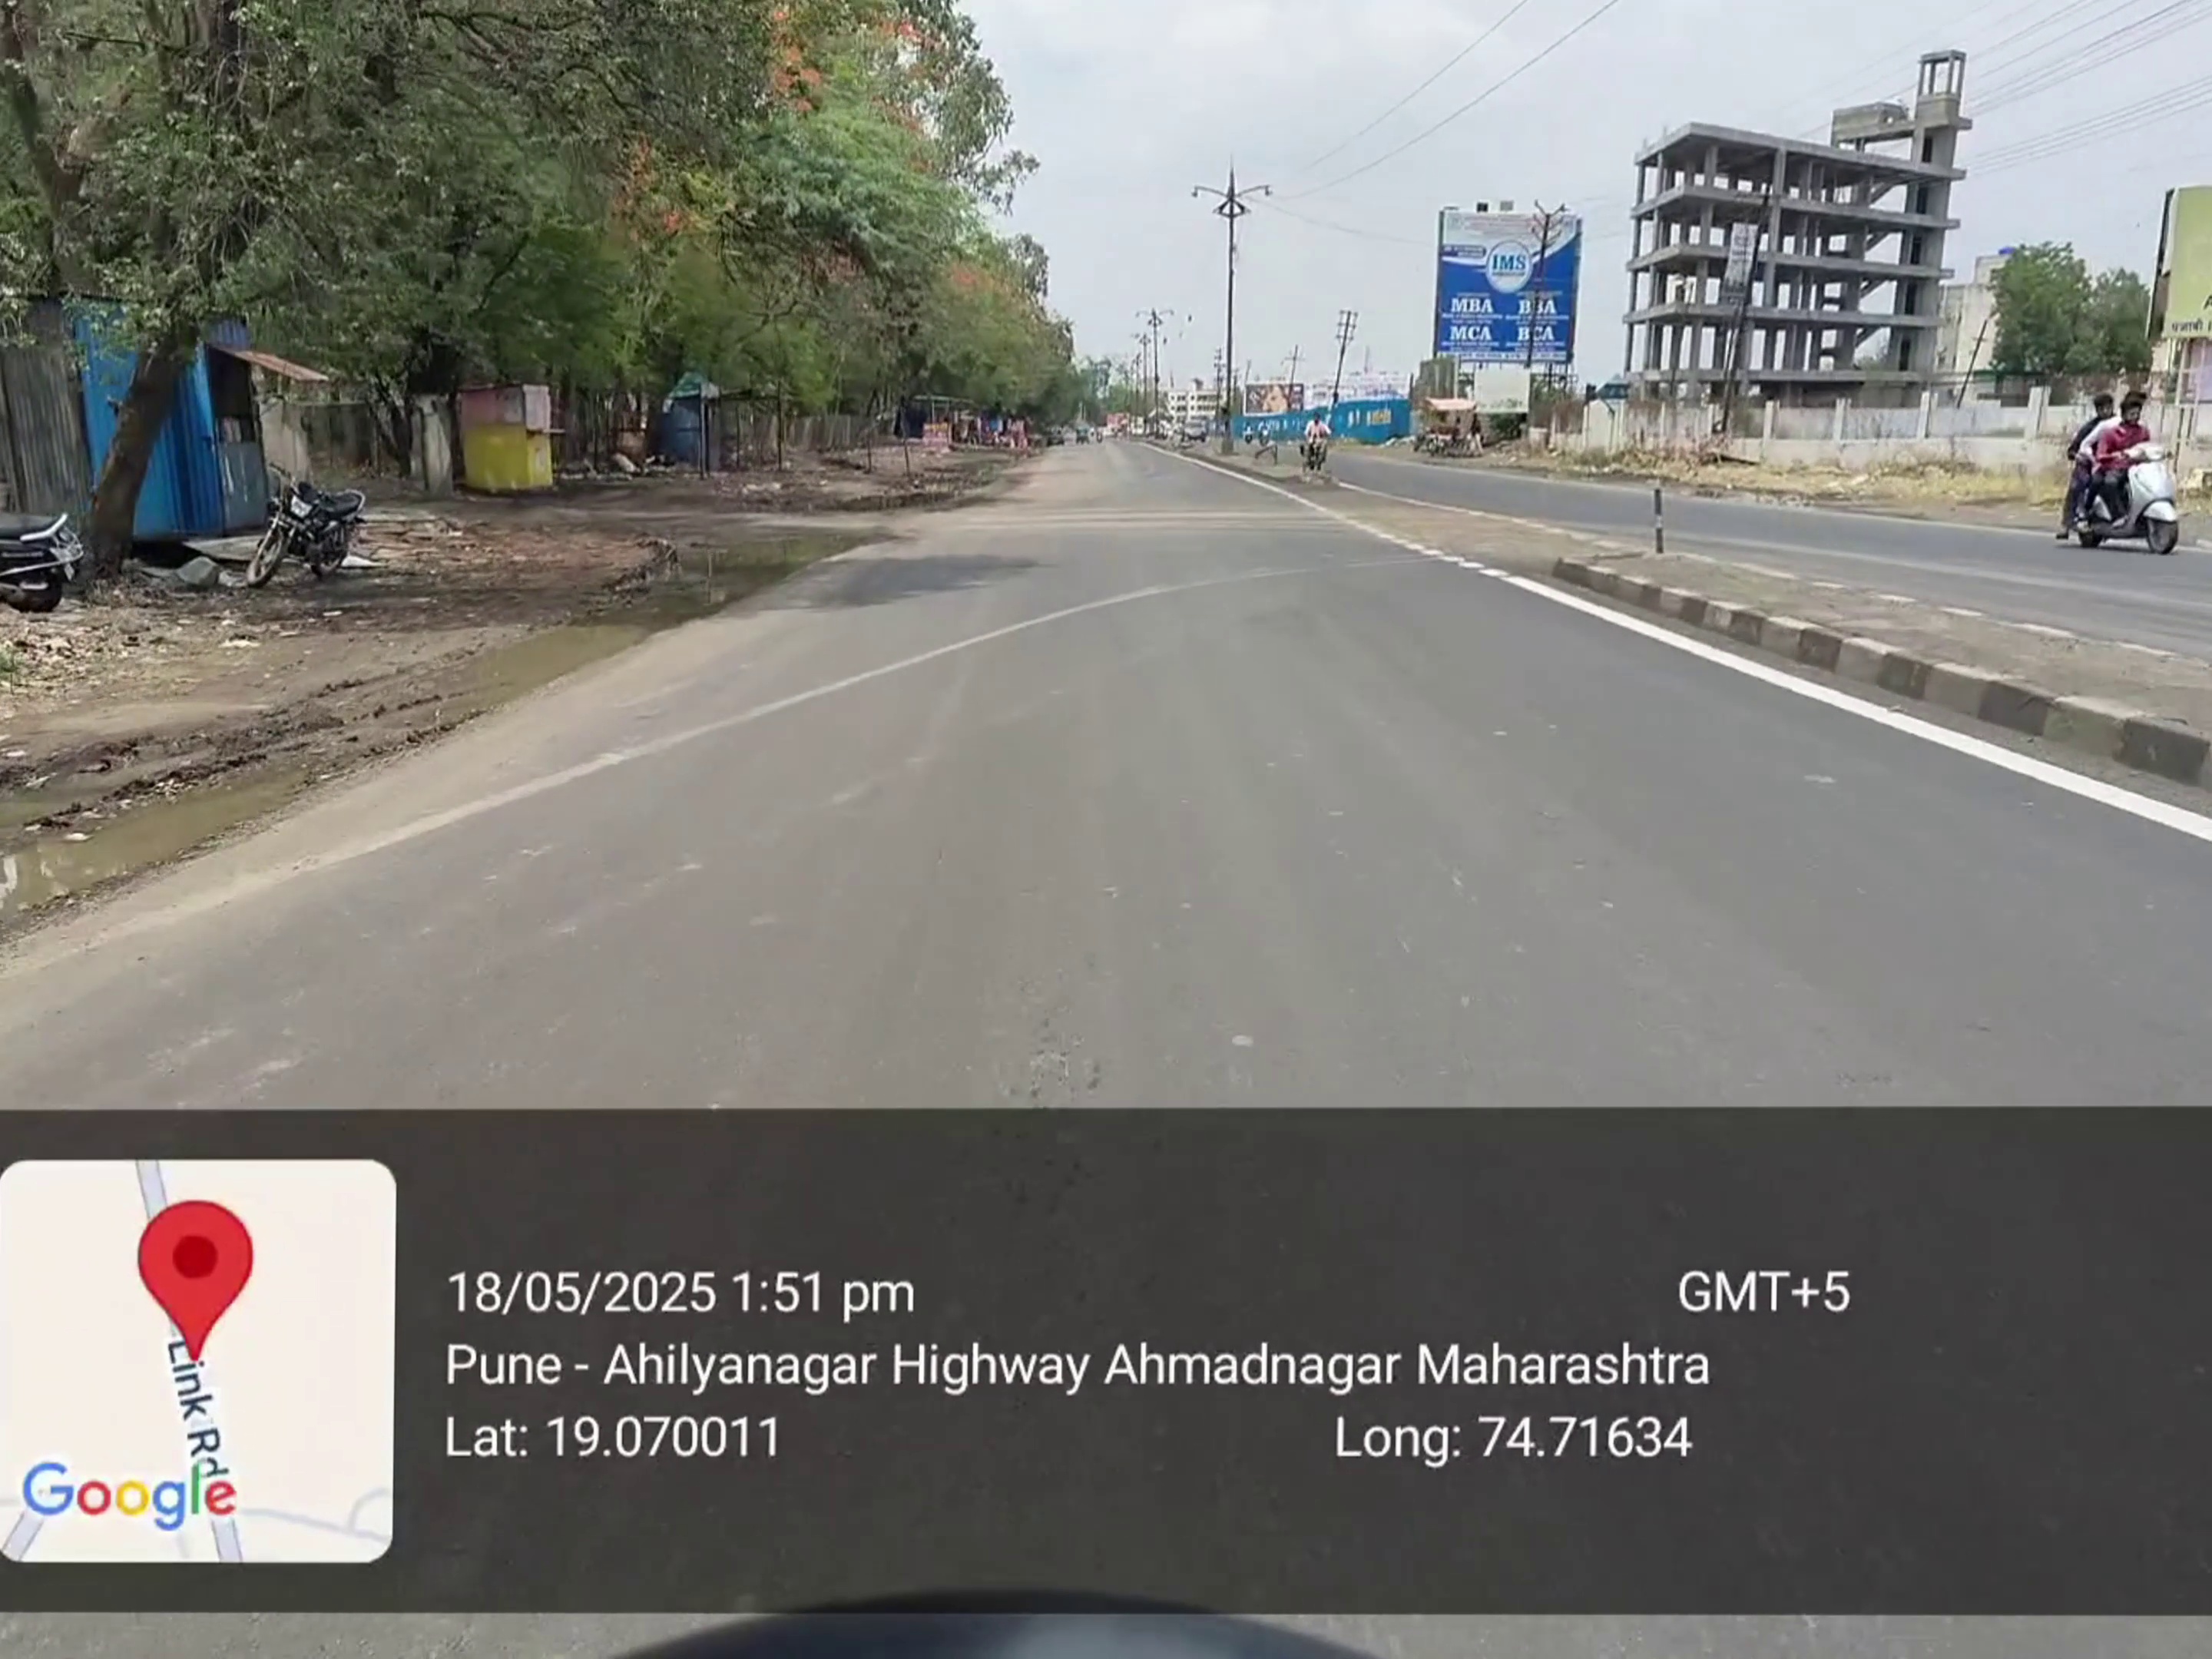 IMS
MBA BBA
MCA BCA
पंजाबी
Link Rd
Google
18/05/2025 1:51 pm GMT+5
Pune - Ahilyanagar Highway Ahmadnagar Maharashtra
Lat: 19.070011 Long: 74.71634